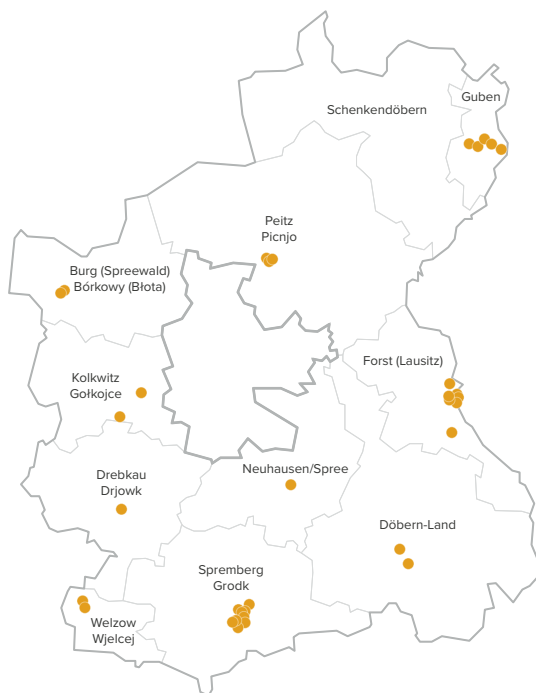 Guben
Schenkendöbern
Peitz
Picnjo
Burg (Spreewald)
Bórkowy (Błota)
Forst (Lausitz)
Kolkwitz
Gołkojce
Neuhausen/Spree
Drebkau
Drjowk
Döbern-Land
Spremberg
Grodk
Welzow
Wjelcej